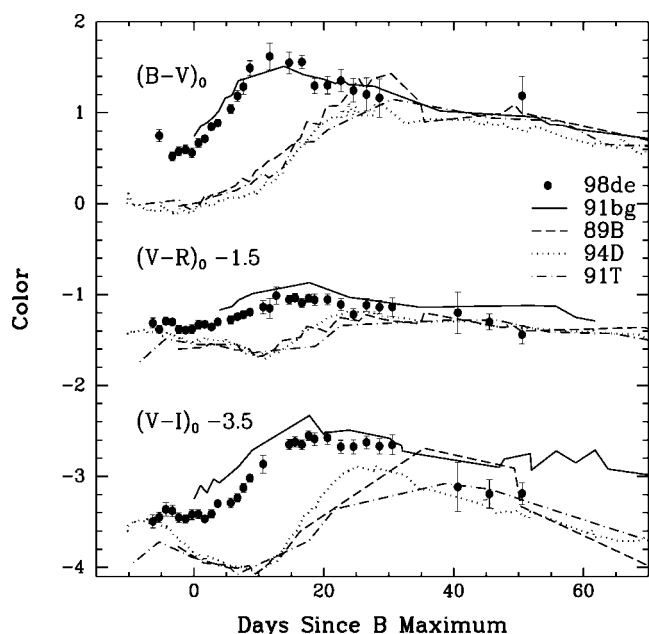 (B−V)₀
2
1
0
98de
91bg
89B
94D
91T
(V−R)₀ −1.5
Color
−1
−2
(V−I)₀ −3.5
−3
−4
0 20 40 60
Days Since B Maximum